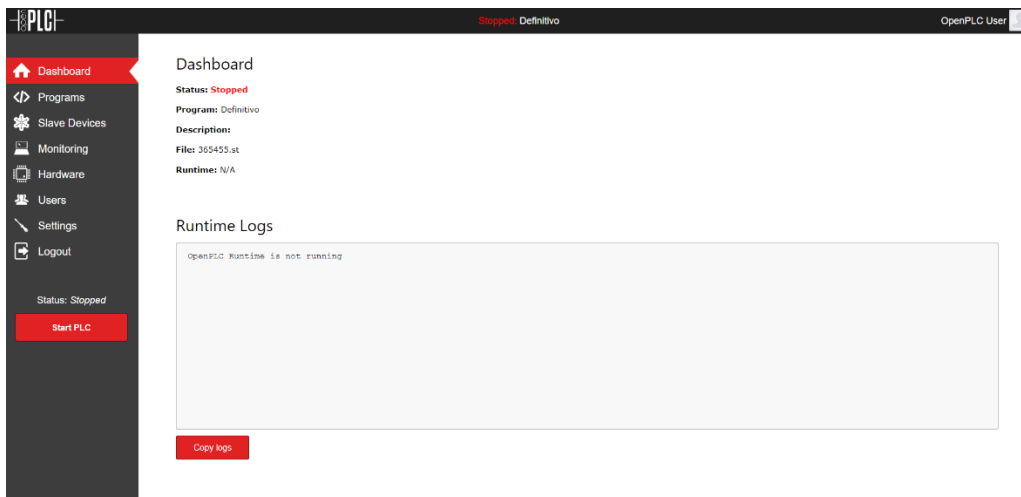 PLC
Stopped: Definitivo
OpenPLC User
Dashboard
Programs
Slave Devices
Monitoring
Hardware
Users
Settings
Logout
Status: Stopped
Start PLC
Dashboard
Status: Stopped
Program: Definitivo
Description:
File: 365455.st
Runtime: N/A
Runtime Logs
OpenPLC Runtime is not running
Copy logs